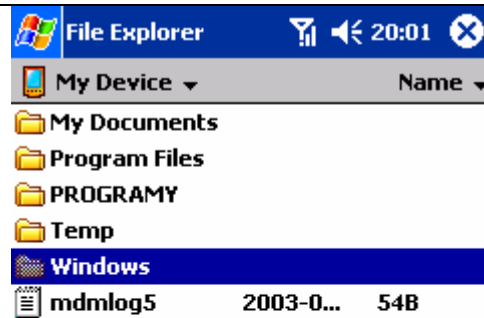 File Explorer 20:01
My Device Name
My Documents
Program Files
PROGRAMY
Temp
Windows
mdmlog5 2003-0... 54B